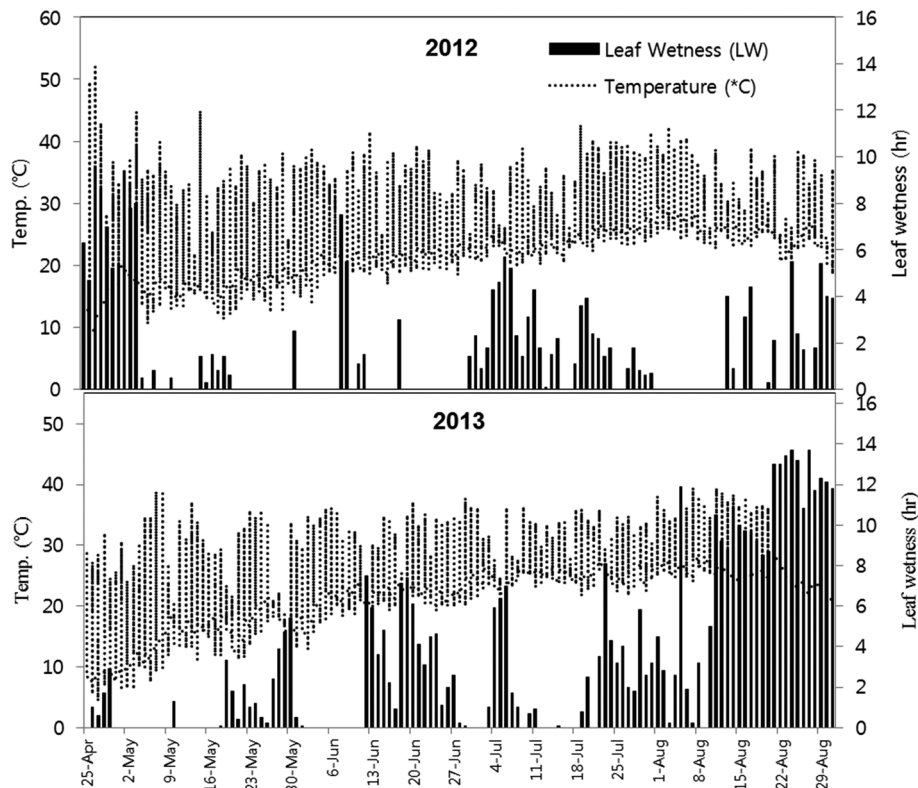 60
50
40
30
20
10
0
Temp. (℃)
2012
Leaf Wetness (LW)
Temperature (*C)
16
14
12
10
8
6
4
2
0
Leaf wetness (hr)
50
40
30
20
10
0
Temp. (℃)
2013
16
14
12
10
8
6
4
2
0
Leaf wetness (hr)
25-Apr
2-May
9-May
16-May
23-May
30-May
6-Jun
13-Jun
20-Jun
27-Jun
4-Jul
11-Jul
18-Jul
25-Jul
1-Aug
8-Aug
15-Aug
22-Aug
29-Aug